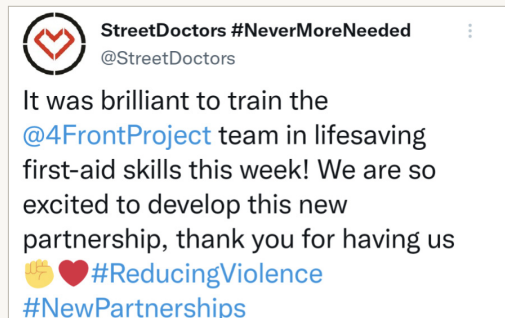 StreetDoctors #NeverMoreNeeded
@StreetDoctors
It was brilliant to train the
@4FrontProject team in lifesaving
first-aid skills this week! We are so
excited to develop this new
partnership, thank you for having us
✊❤️#ReducingViolence
#NewPartnerships